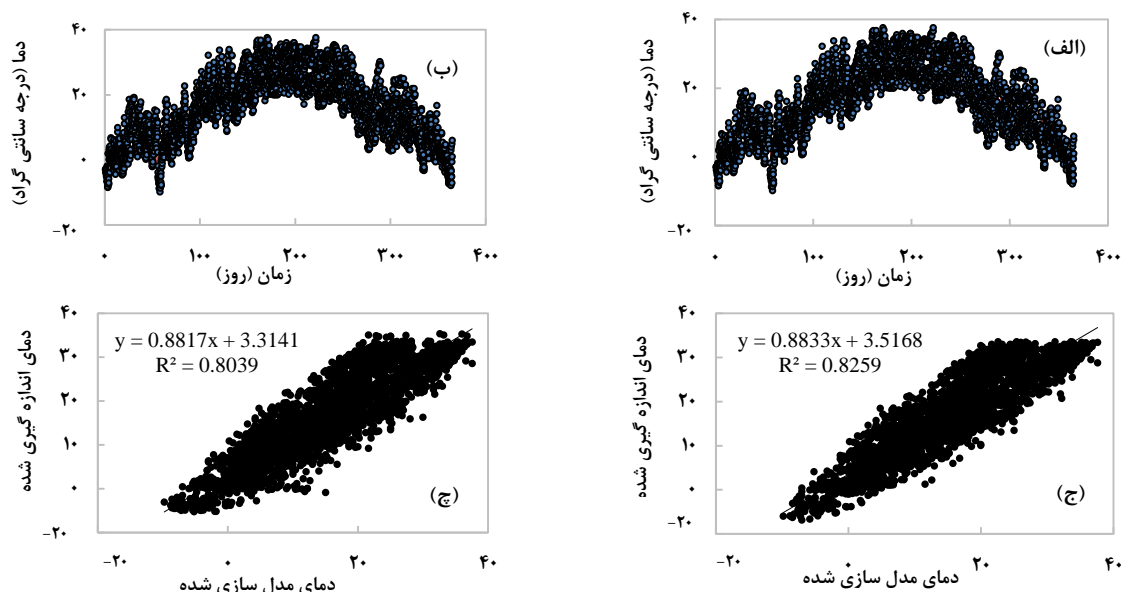 (الف)
دما (درجه سانتی گراد)
۴۰
۲۰
۰
−۲۰
۰ ۱۰۰ ۲۰۰ ۳۰۰ ۴۰۰
زمان (روز)
(ب)
دما (درجه سانتی گراد)
۴۰
۲۰
۰
−۲۰
۰ ۱۰۰ ۲۰۰ ۳۰۰ ۴۰۰
زمان (روز)
(ج)
y = 0.8833x + 3.5168
R² = 0.8259
دمای اندازه گیری شده
۴۰
۳۰
۲۰
۱۰
۰
−۲۰
−۲۰ ۰ ۲۰ ۴۰
دمای مدل سازی شده
(چ)
y = 0.8817x + 3.3141
R² = 0.8039
دمای اندازه گیری شده
۴۰
۳۰
۲۰
۱۰
۰
−۲۰
−۲۰ ۰ ۲۰ ۴۰
دمای مدل سازی شده